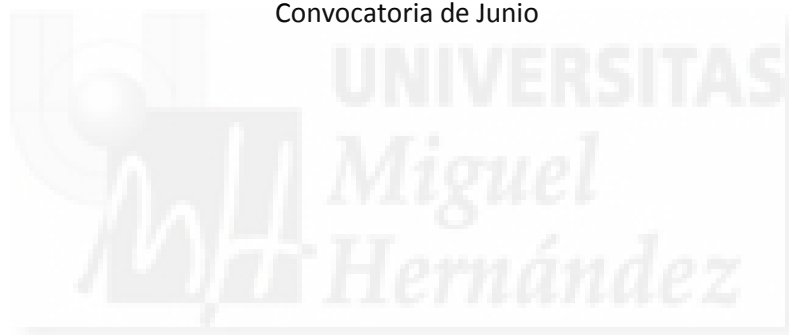 Convocatoria de Junio
UNIVERSITAS
Miguel
Hernández